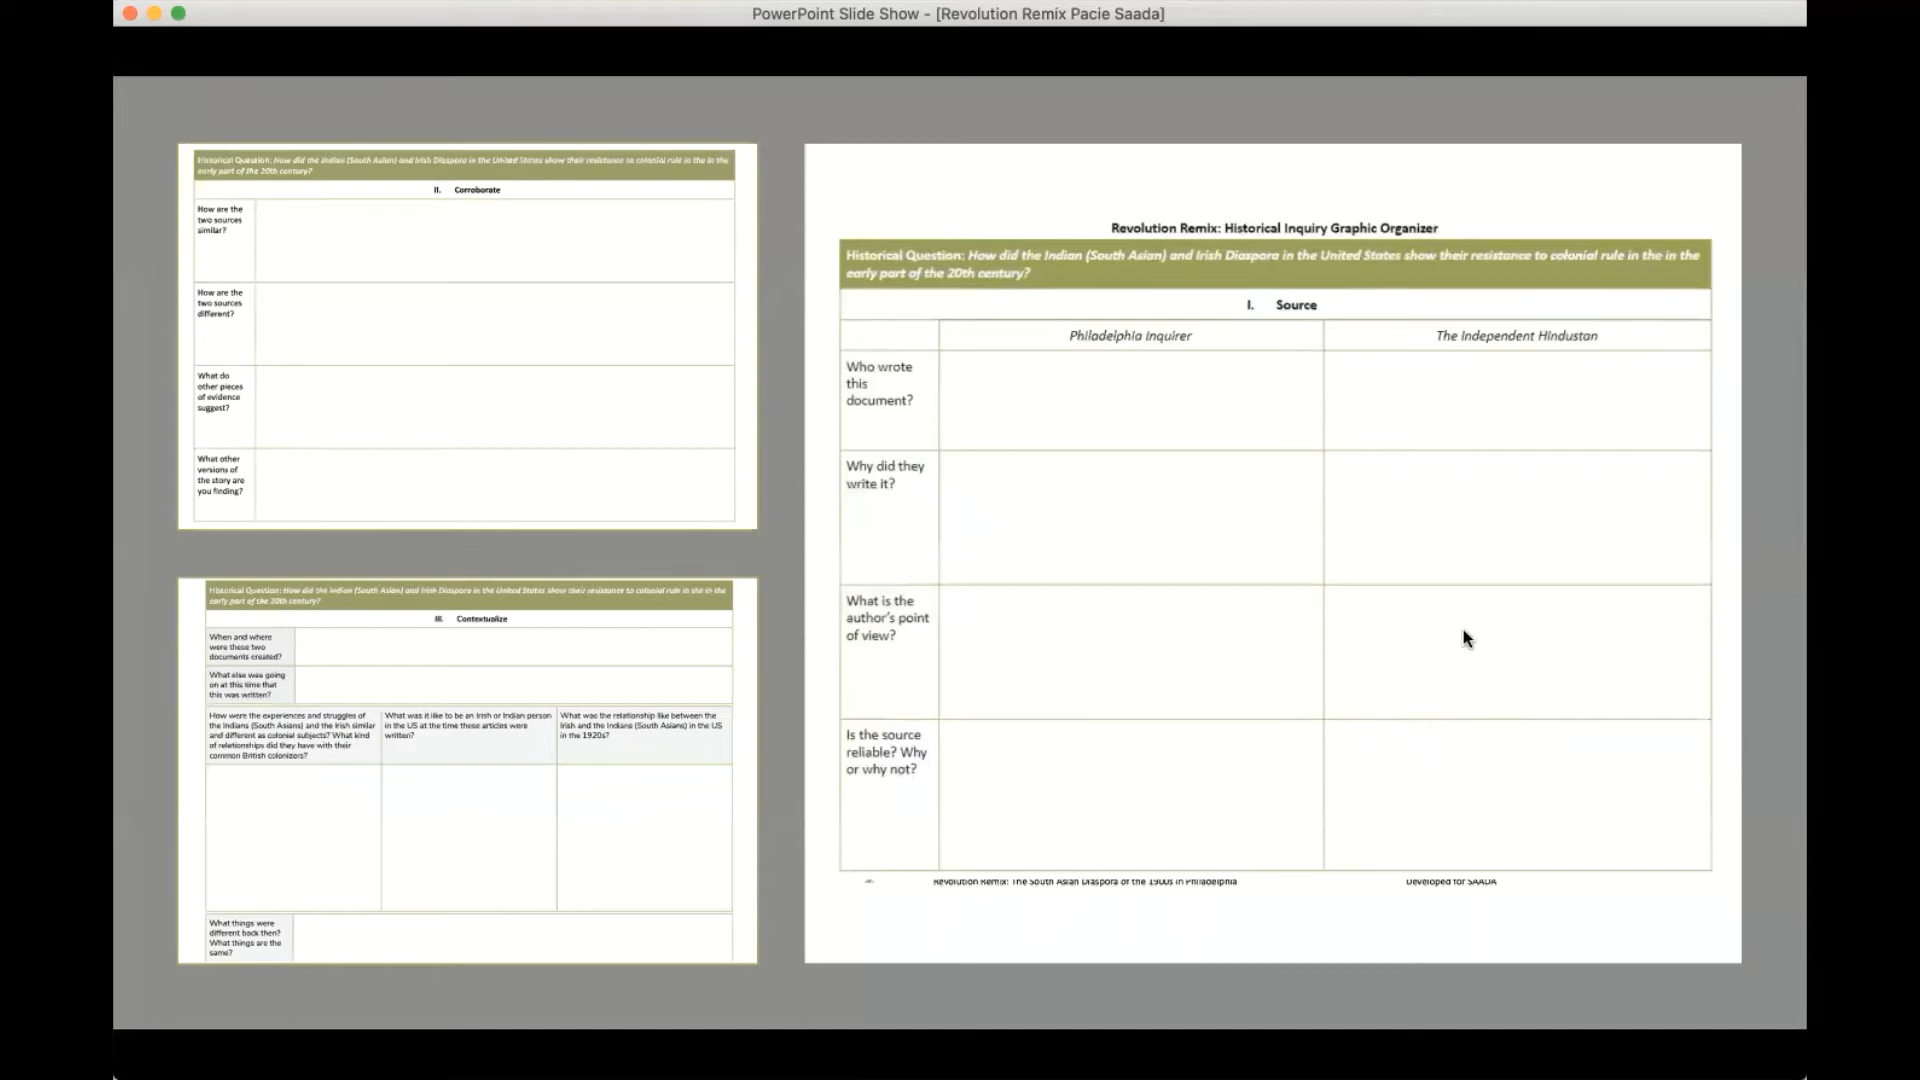 PowerPoint Slide Show - [Revolution Remix Pacie Saada]
Historical Question: How did the Indian (South Asian) and Irish Diaspora in the United States show their resistance to colonial rule in the in the
early part of the 20th century?
II. Corroborate
How are the
two sources
similar?
How are the
two sources
different?
What do
other pieces
of evidence
suggest?
What other
versions of
the story are
you finding?
Historical Question: How did the Indian (South Asian) and Irish Diaspora in the United States show their resistance to colonial rule in the in the
early part of the 20th century?
III. Contextualize
When and where
were these two
documents created?
What else was going
on at this time that
this was written?
How were the experiences and struggles of
the Indians (South Asians) and the Irish similar
and different as colonial subjects? What kind
of relationships did they have with their
common British colonizers?
What was it like to be an Irish or Indian person
in the US at the time these articles were
written?
What was the relationship like between the
Irish and the Indians (South Asians) in the US
in the 1920s?
What things were
different back then?
What things are the
same?
Revolution Remix: Historical Inquiry Graphic Organizer
Historical Question: How did the Indian (South Asian) and Irish Diaspora in the United States show their resistance to colonial rule in the in the
early part of the 20th century?
I. Source
Philadelphia Inquirer
The Independent Hindustan
Who wrote
this
document?
Why did they
write it?
What is the
author's point
of view?
Is the source
reliable? Why
or why not?
Revolution Remix: The South Asian Diaspora of the 1900s in Philadelphia
Developed for SAADA